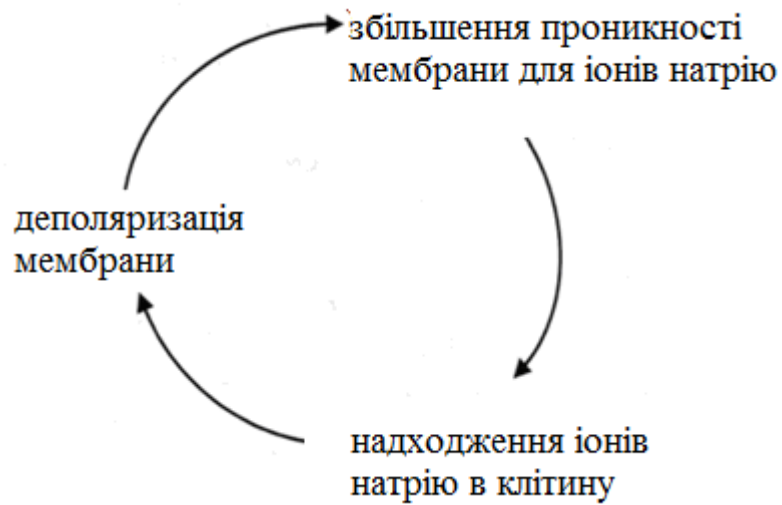 збільшення проникності
мембрани для іонів натрію
деполяризація
мембрани
надходження іонів
натрію в клітину